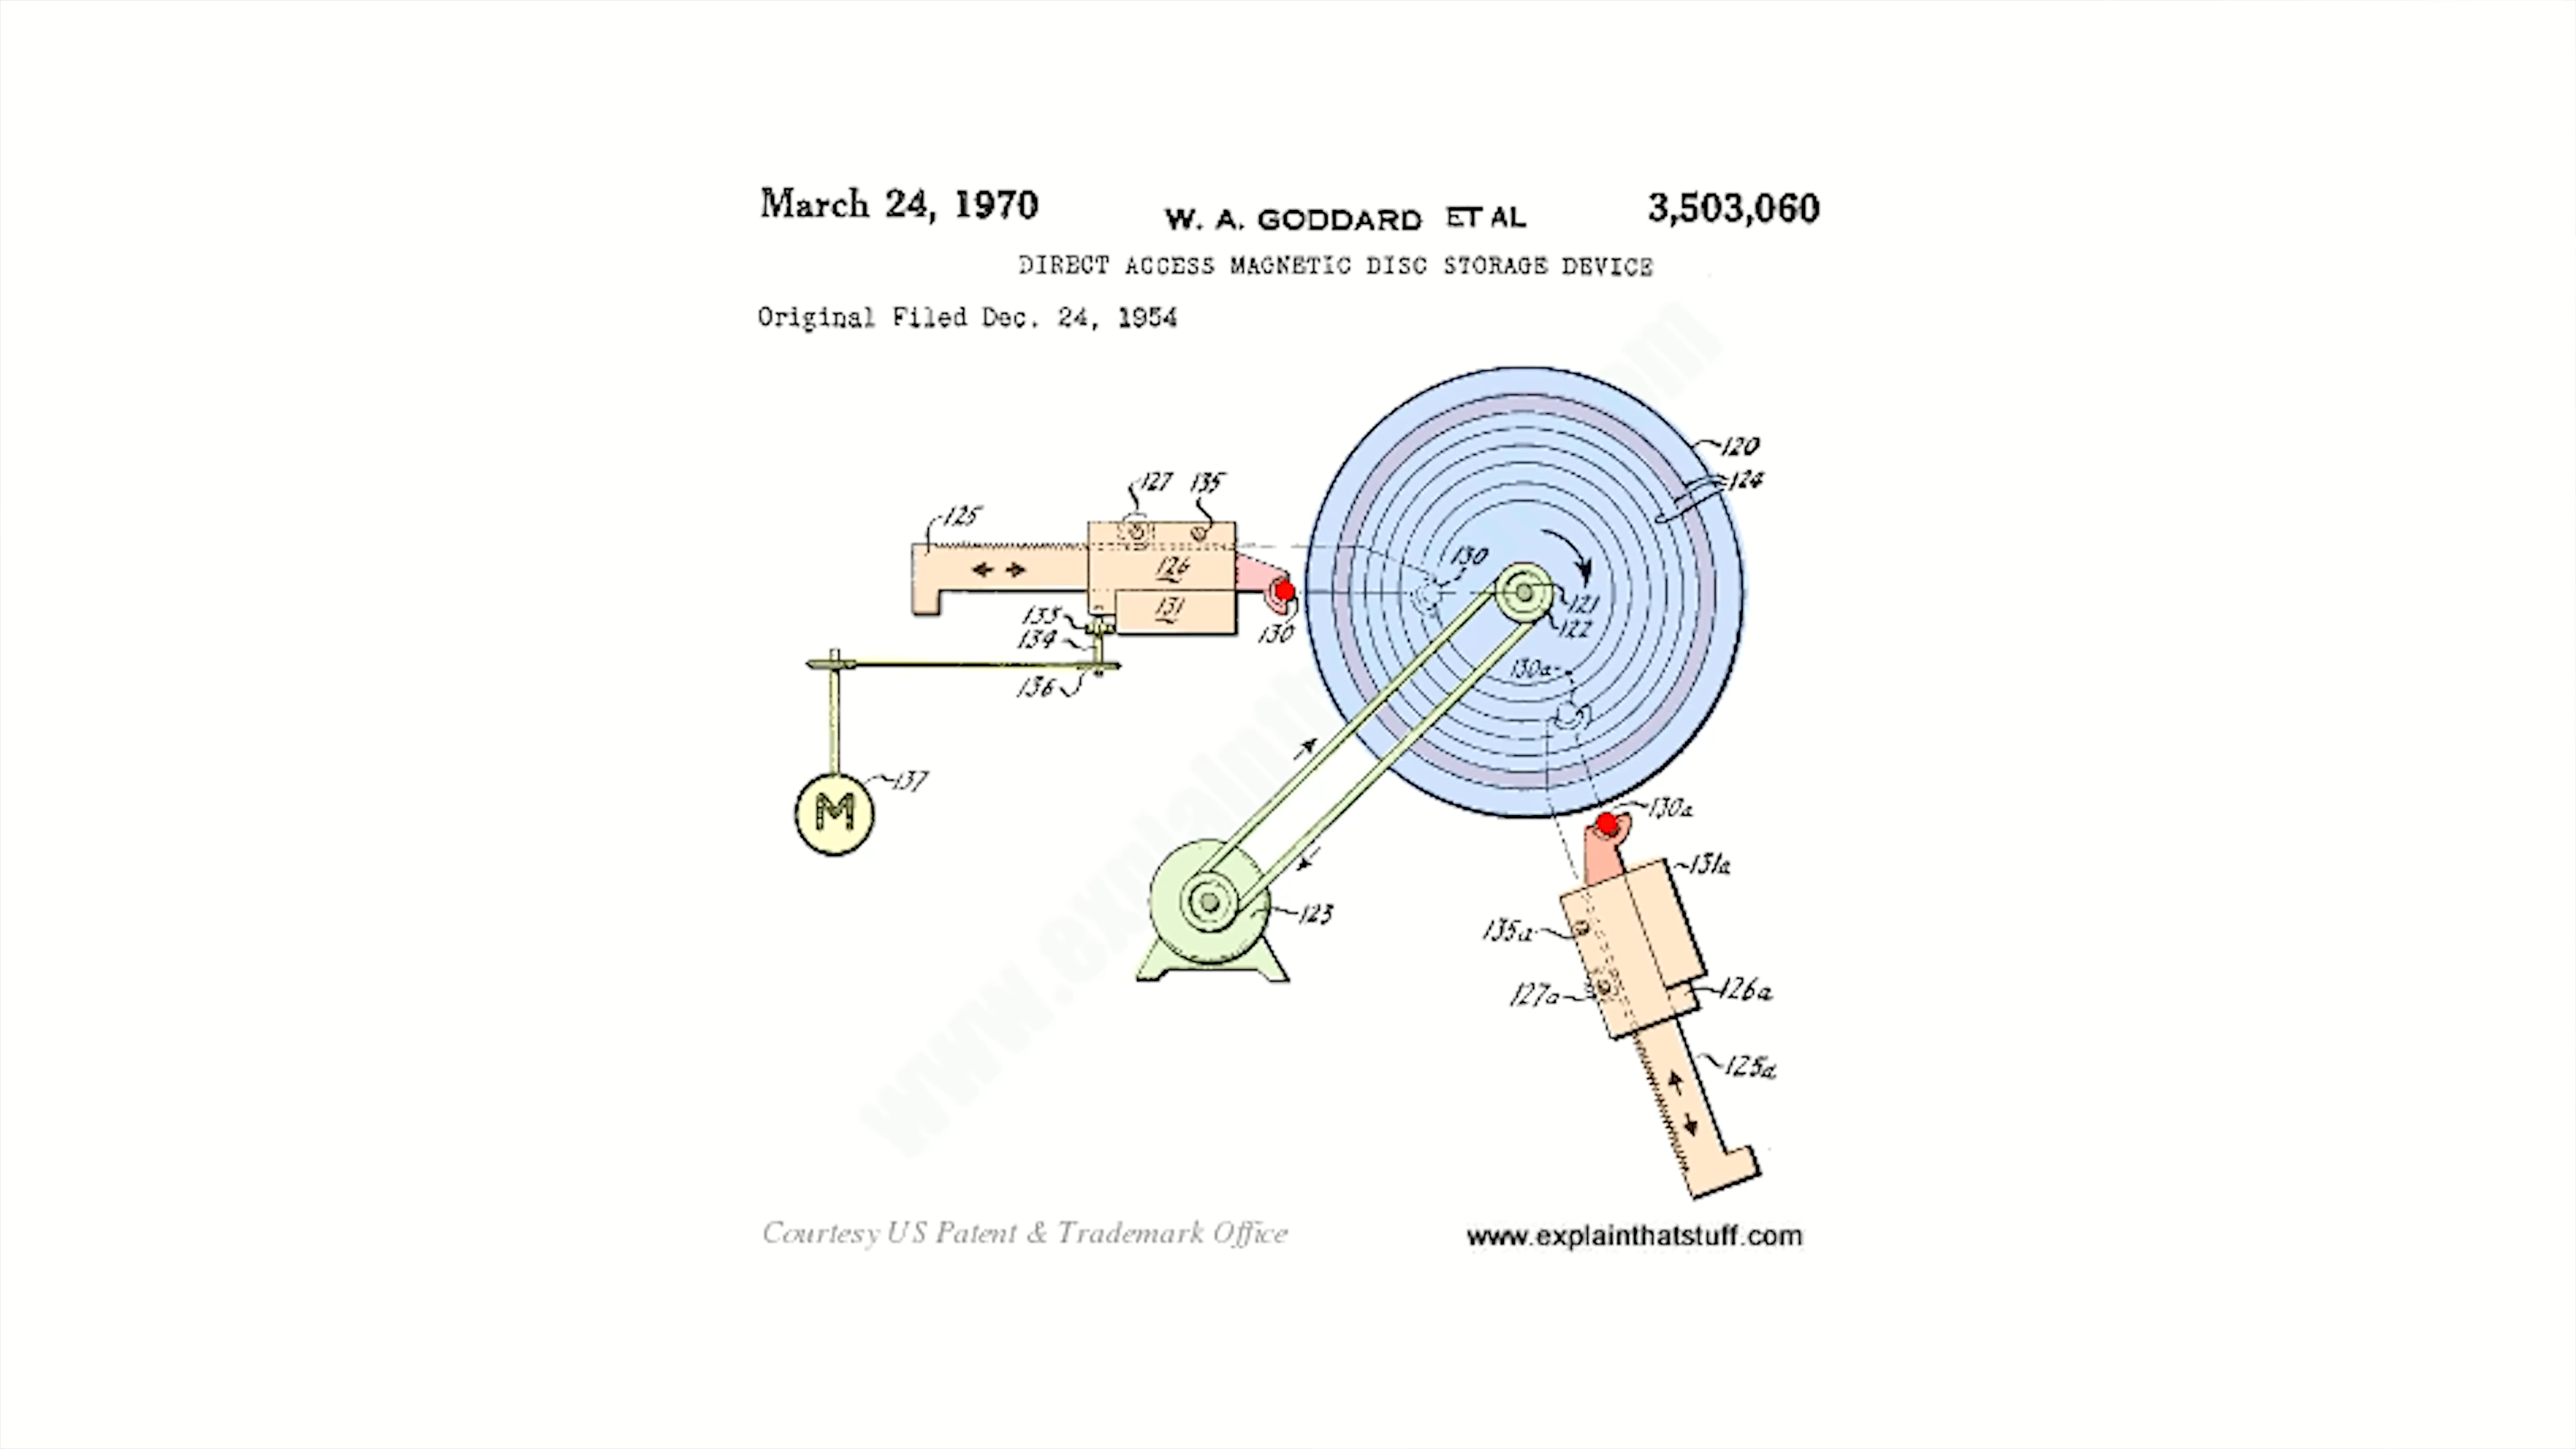 March 24, 1970
W. A. GODDARD ET AL
3,503,060
DIRECT ACCESS MAGNETIC DISC STORAGE DEVICE
Original Filed Dec. 24, 1954
120
124
127 135
125
126
130
131
133
134
130
121
122
136
130a
137
M
130a
131a
123
135a
127a
126a
125a
www.explain
m
Courtesy US Patent & Trademark Office
www.explainthatstuff.com